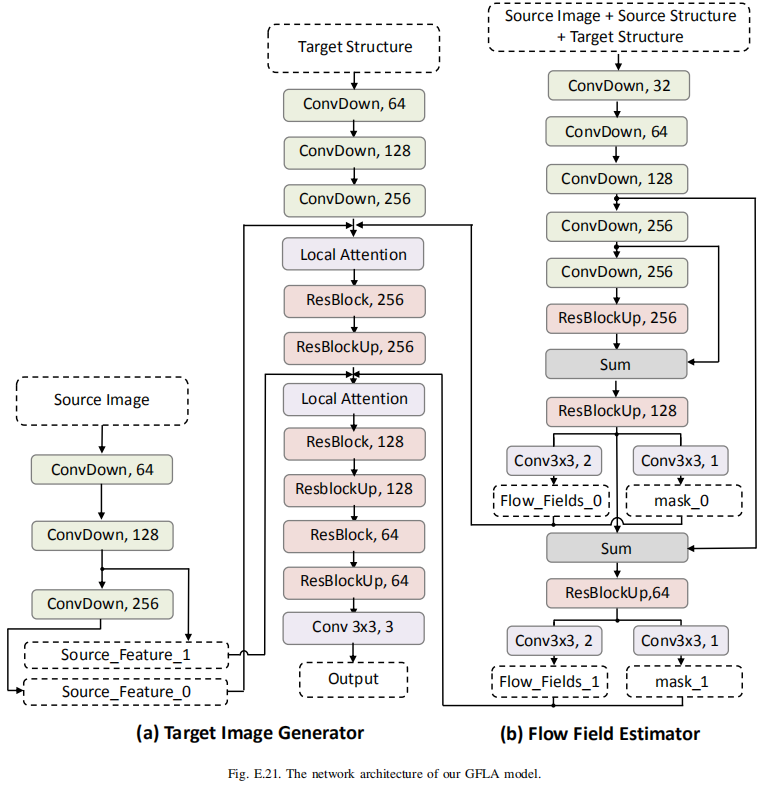 Target Structure
ConvDown, 64
ConvDown, 128
ConvDown, 256
Local Attention
ResBlock, 256
ResBlockUp, 256
Local Attention
ResBlock, 128
ResblockUp, 128
ResBlock, 64
ResBlockUp, 64
Conv 3x3, 3
Output
Source Image
ConvDown, 64
ConvDown, 128
ConvDown, 256
Source_Feature_1
Source_Feature_0
(a) Target Image Generator
Source Image + Source Structure
+ Target Structure
ConvDown, 32
ConvDown, 64
ConvDown, 128
ConvDown, 256
ConvDown, 256
ResBlockUp, 256
Sum
ResBlockUp, 128
Conv3x3, 2
Conv3x3, 1
Flow_Fields_0
mask_0
Sum
ResBlockUp,64
Conv3x3, 2
Conv3x3, 1
Flow_Fields_1
mask_1
(b) Flow Field Estimator
Fig. E.21. The network architecture of our GFLA model.